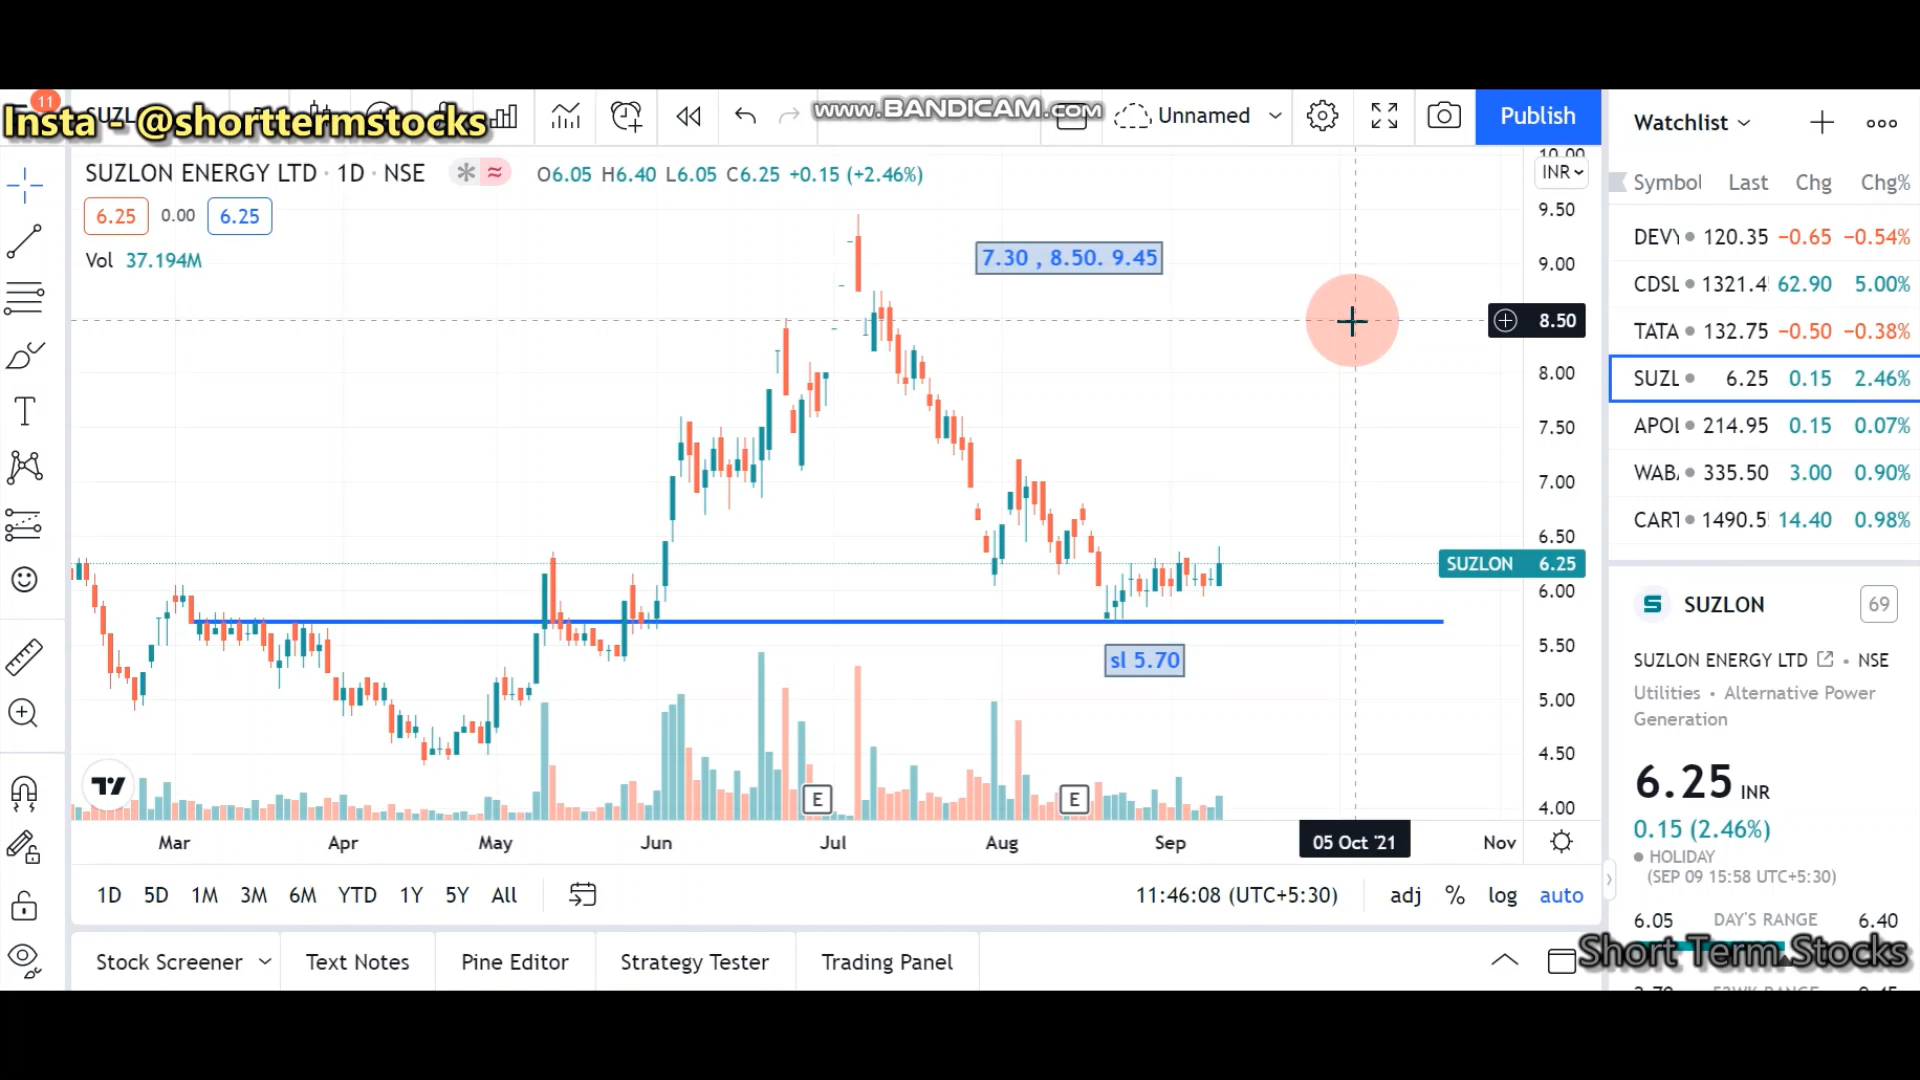 11
Insta - @shorttermstocks
www.BANDICAM.com
Unnamed
Publish
SUZLON ENERGY LTD · 1D · NSE
O6.05 H6.40 L6.05 C6.25 +0.15 (+2.46%)
6.25 0.00 6.25
Vol 37.194M
7.30 , 8.50. 9.45
sl 5.70
INR
10.00
9.50
9.00
8.50
8.00
7.50
7.00
6.50
SUZLON 6.25
6.00
5.50
5.00
4.50
4.00
E
E
Mar Apr May Jun Jul Aug Sep 05 Oct '21 Nov
1D 5D 1M 3M 6M YTD 1Y 5Y All
11:46:08 (UTC+5:30) adj % log auto
Stock Screener Text Notes Pine Editor Strategy Tester Trading Panel
Watchlist
Symbol Last Chg Chg%
DEVY 120.35 −0.65 −0.54%
CDSL 1321.4 62.90 5.00%
TATA 132.75 −0.50 −0.38%
SUZL 6.25 0.15 2.46%
APOL 214.95 0.15 0.07%
WAB 335.50 3.00 0.90%
CART 1490.5 14.40 0.98%
SUZLON 69
SUZLON ENERGY LTD • NSE
Utilities • Alternative Power
Generation
6.25 INR
0.15 (2.46%)
HOLIDAY
(SEP 09 15:58 UTC+5:30)
6.05 DAY'S RANGE 6.40
Short Term Stocks